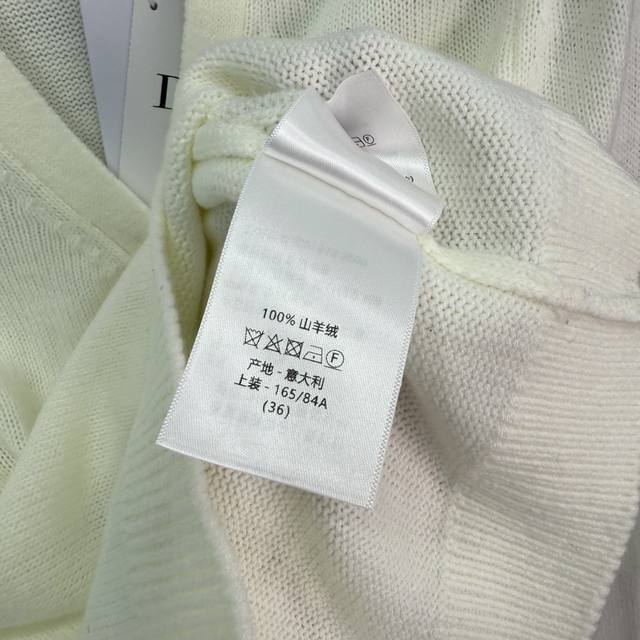 D
100% 山羊绒
F
产地 - 意大利
上装 : 165/84A
(36)
F